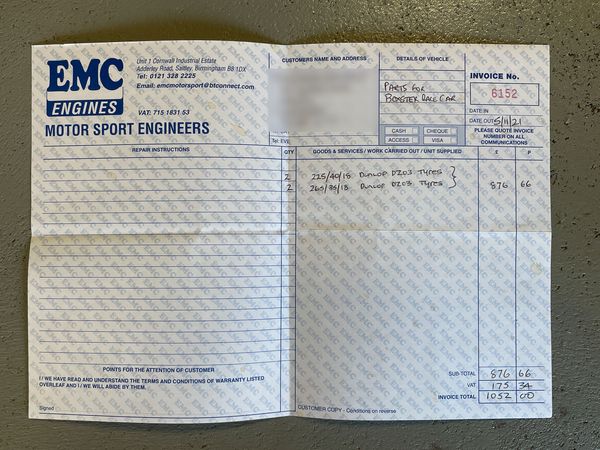 EMC
ENGINES
MOTOR SPORT ENGINEERS
Unit 1 Cornwall Industrial Estate
Adderley Road, Saltley, Birmingham B8 1DX
Tel: 0121 328 2225
Email: emcmotorsport@btconnect.com
VAT: 715 1831 53
CUSTOMERS NAME AND ADDRESS
DETAILS OF VEHICLE
PARTS FOR
BOXSTER RACE CAR
CASH
CHEQUE
ACCESS
VISA
INVOICE No.
6152
DATE IN
DATE OUT 5/11/21
PLEASE QUOTE INVOICE
NUMBER ON ALL
COMMUNICATIONS
REPAIR INSTRUCTIONS
QTY
GOODS & SERVICES / WORK CARRIED OUT / UNIT SUPPLIED
£ P
2 225/40/18 DUNLOP DZ03 TYRES
2 265/35/18 DUNLOP DZ03 TYRES 876 66
POINTS FOR THE ATTENTION OF CUSTOMER
I / WE HAVE READ AND UNDERSTAND THE TERMS AND CONDITIONS OF WARRANTY LISTED
OVERLEAF AND I / WE WILL ABIDE BY THEM.
Signed
SUB-TOTAL 876 66
VAT 175 34
INVOICE TOTAL 1052 00
CUSTOMER COPY - Conditions on reverse